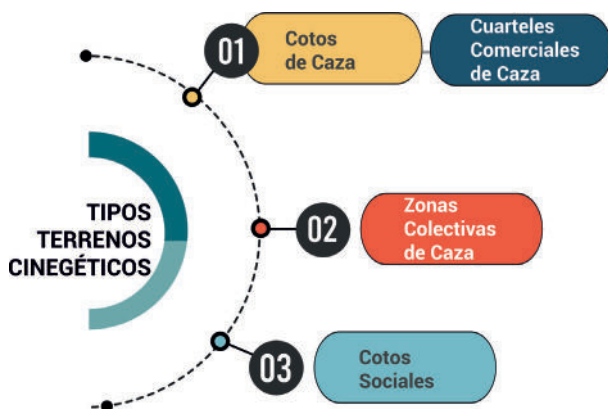 TIPOS
TERRENOS
CINEGÉTICOS
01
Cotos
de Caza
Cuarteles
Comerciales
de Caza
02
Zonas
Colectivas
de Caza
03
Cotos
Sociales